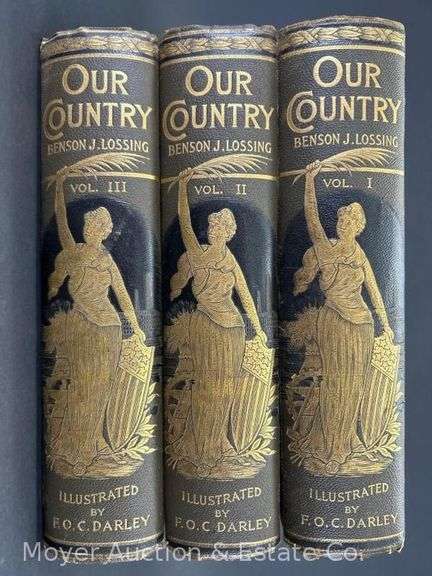 OUR
COUNTRY
BENSON J. LOSSING
VOL. III
ILLUSTRATED
BY
F.O.C. DARLEY
OUR
COUNTRY
BENSON J. LOSSING
VOL. II
ILLUSTRATED
BY
F.O.C. DARLEY
OUR
COUNTRY
BENSON J. LOSSING
VOL. I
ILLUSTRATED
BY
F.O.C. DARLEY
Moyer Auction & Estate Co.